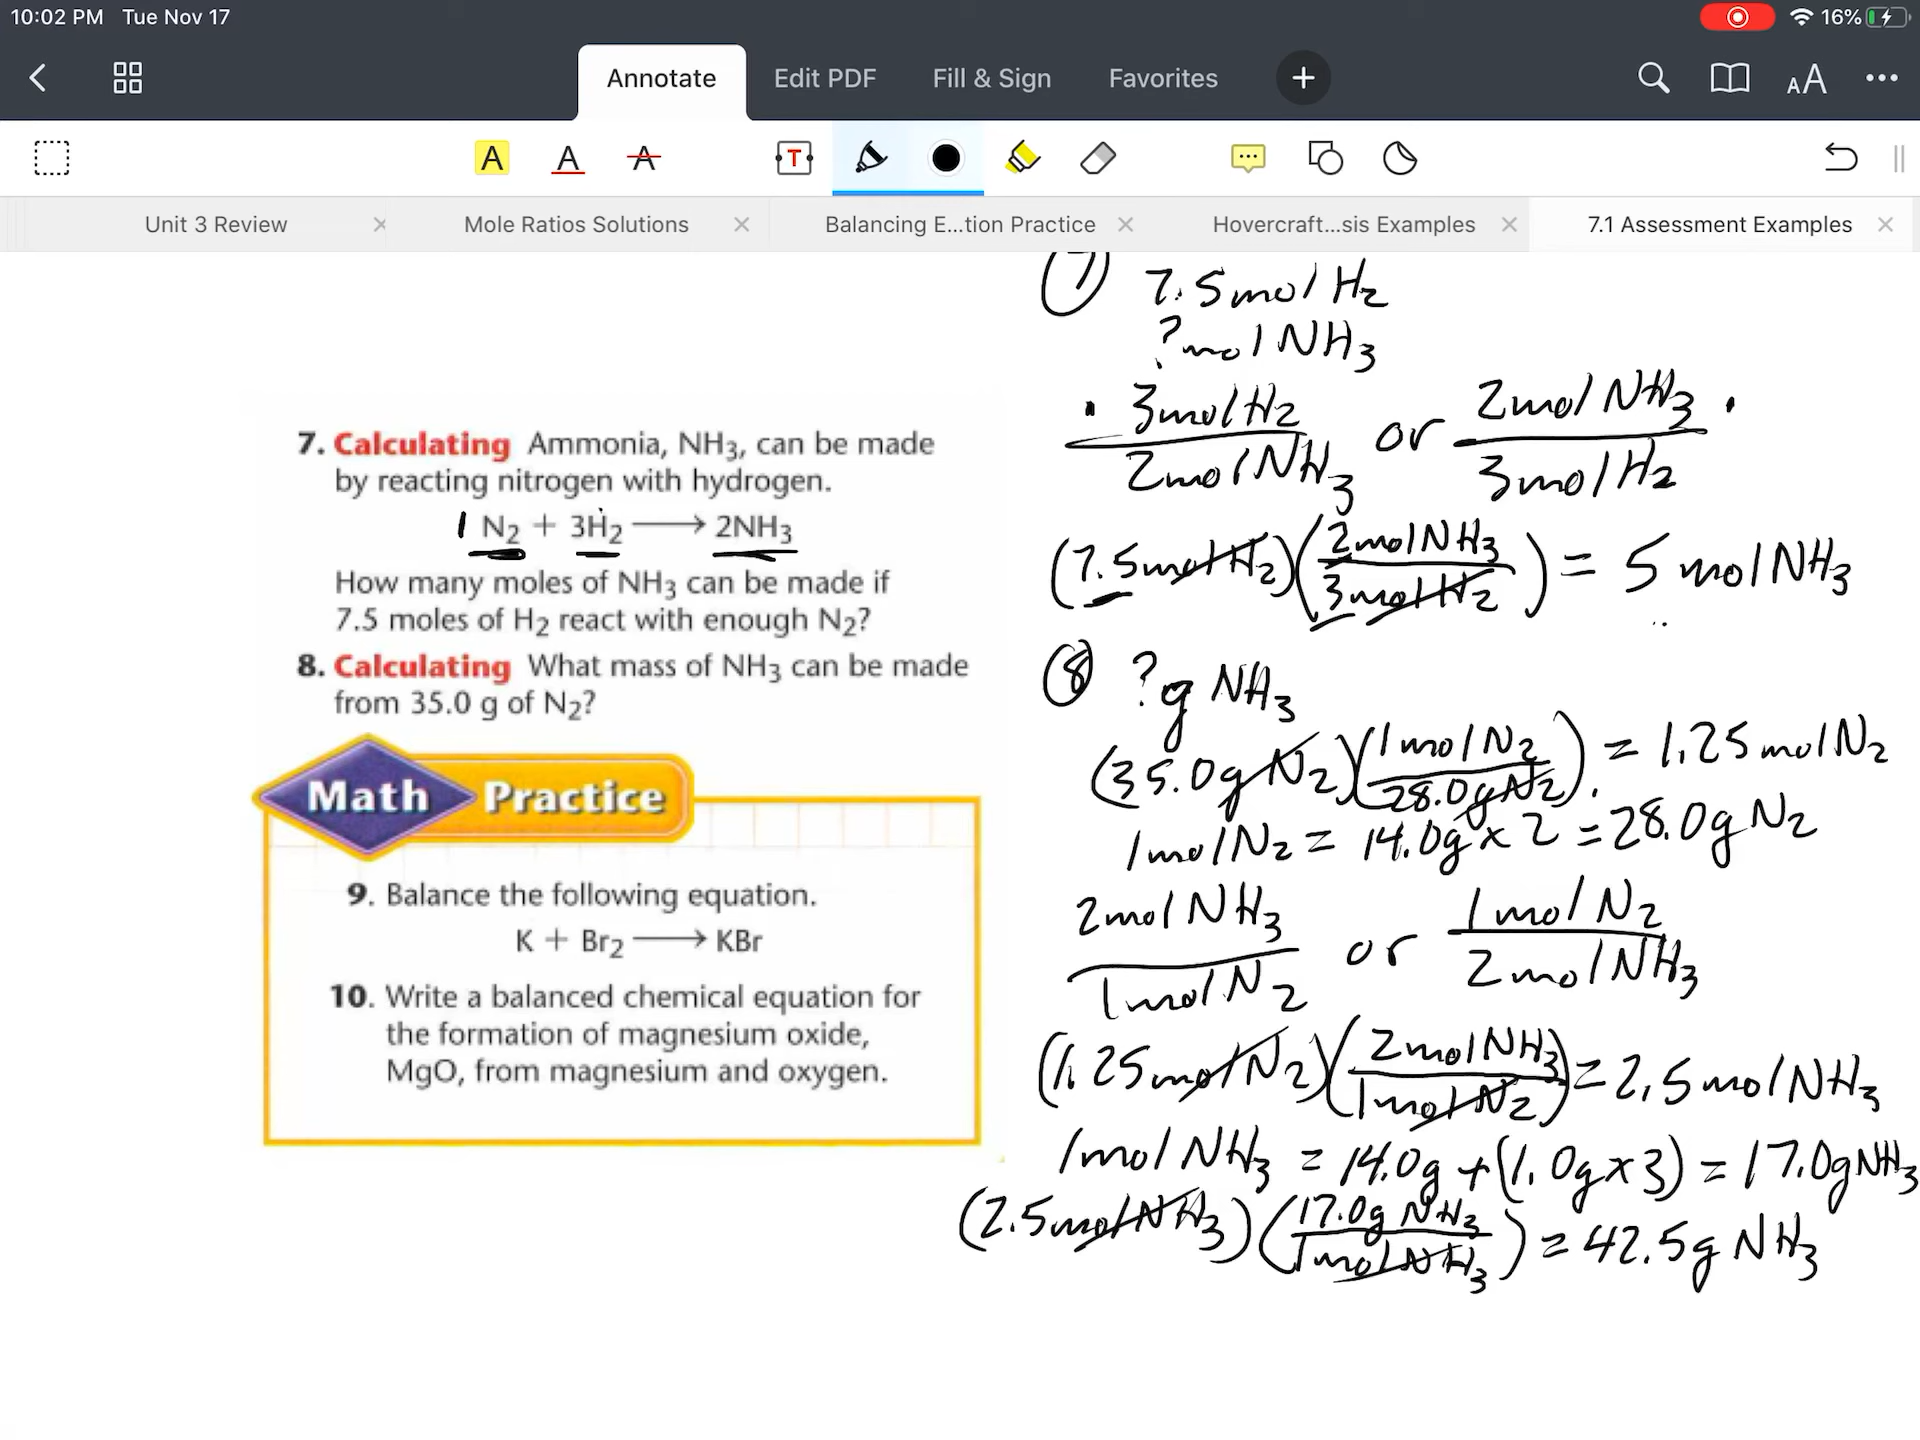 10:02 PM Tue Nov 17
16%
Annotate Edit PDF Fill & Sign Favorites +
AA
A A A T
Unit 3 Review × Mole Ratios Solutions × Balancing E...tion Practice × Hovercraft...sis Examples × 7.1 Assessment Examples ×
7. Calculating Ammonia, NH₃, can be made
by reacting nitrogen with hydrogen.
1 N₂ + 3H₂ ⟶ 2NH₃
How many moles of NH₃ can be made if
7.5 moles of H₂ react with enough N₂?
8. Calculating What mass of NH₃ can be made
from 35.0 g of N₂?
Math Practice
9. Balance the following equation.
K + Br₂ ⟶ KBr
10. Write a balanced chemical equation for
the formation of magnesium oxide,
MgO, from magnesium and oxygen.
⑦ 7.5 mol H₂
? mol NH₃
3 mol H₂ / 2 mol NH₃ or 2 mol NH₃ / 3 mol H₂
(7.5 mol H₂)(2 mol NH₃ / 3 mol H₂) = 5 mol NH₃
⑧ ? g NH₃
(35.0 g N₂)(1 mol N₂ / 28.0 g N₂) = 1.25 mol N₂
1 mol N₂ = 14.0 g × 2 = 28.0 g N₂
2 mol NH₃ / 1 mol N₂ or 1 mol N₂ / 2 mol NH₃
(1.25 mol N₂)(2 mol NH₃ / 1 mol N₂) = 2.5 mol NH₃
1 mol NH₃ = 14.0 g + (1.0 g × 3) = 17.0 g NH₃
(2.5 mol NH₃)(17.0 g NH₃ / 1 mol NH₃) = 42.5 g NH₃